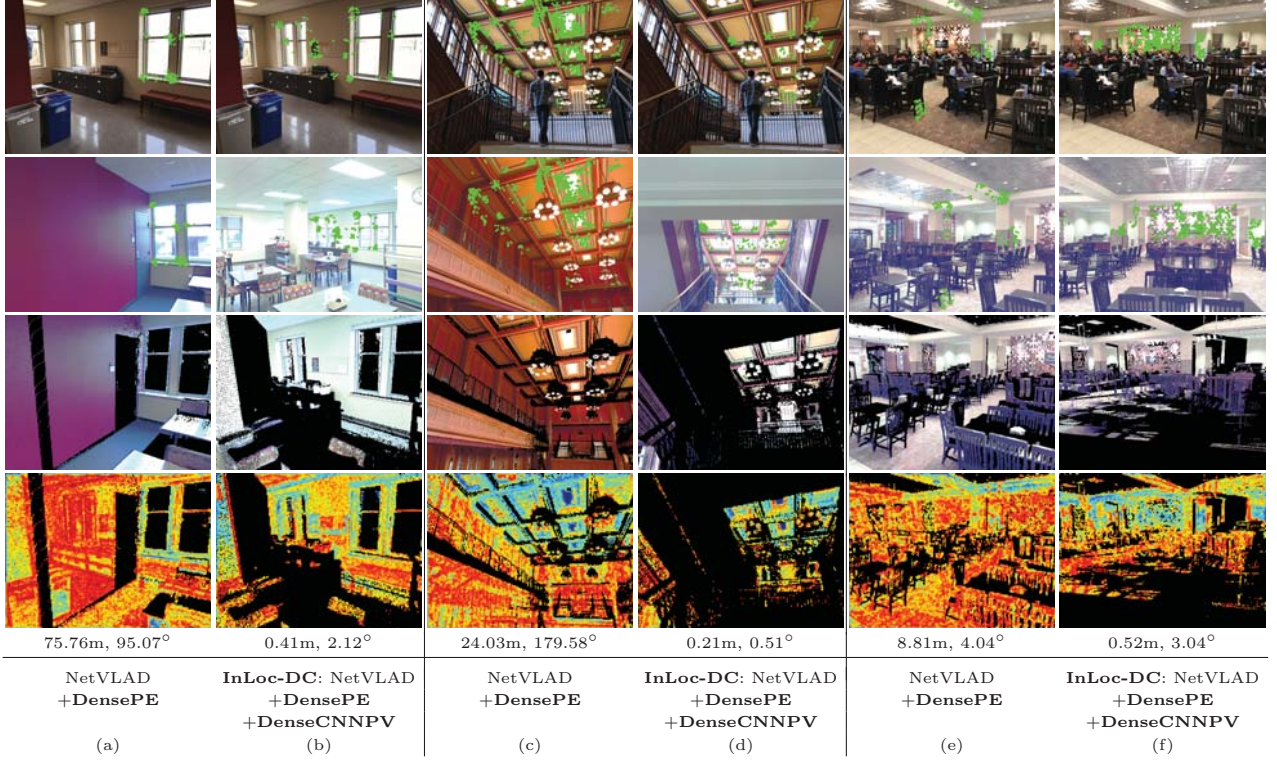 75.76m, 95.07° 0.41m, 2.12° 24.03m, 179.58° 0.21m, 0.51° 8.81m, 4.04° 0.52m, 3.04°
NetVLAD
+DensePE
(a)
InLoc-DC: NetVLAD
+DensePE
+DenseCNNPV
(b)
NetVLAD
+DensePE
(c)
InLoc-DC: NetVLAD
+DensePE
+DenseCNNPV
(d)
NetVLAD
+DensePE
(e)
InLoc-DC: NetVLAD
+DensePE
+DenseCNNPV
(f)